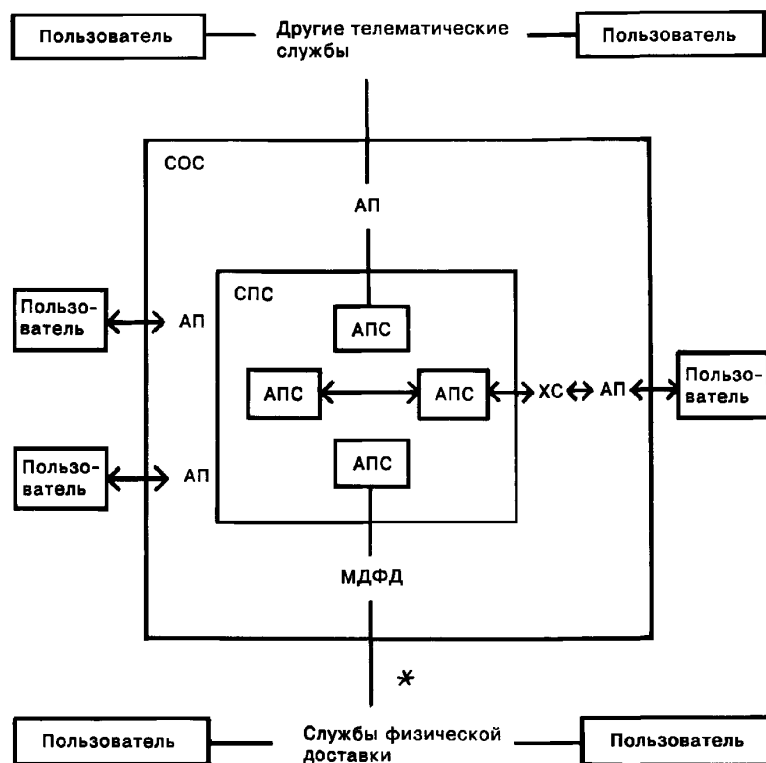 Пользователь
Другие телематические
службы
Пользователь
СОС
АП
СПС
АПС
Пользо-
ватель
АП
АПС
АПС
ХС
АП
Пользо-
ватель
Пользо-
ватель
АП
АПС
МДФД
*
Пользователь
Службы физической
доставки
Пользователь